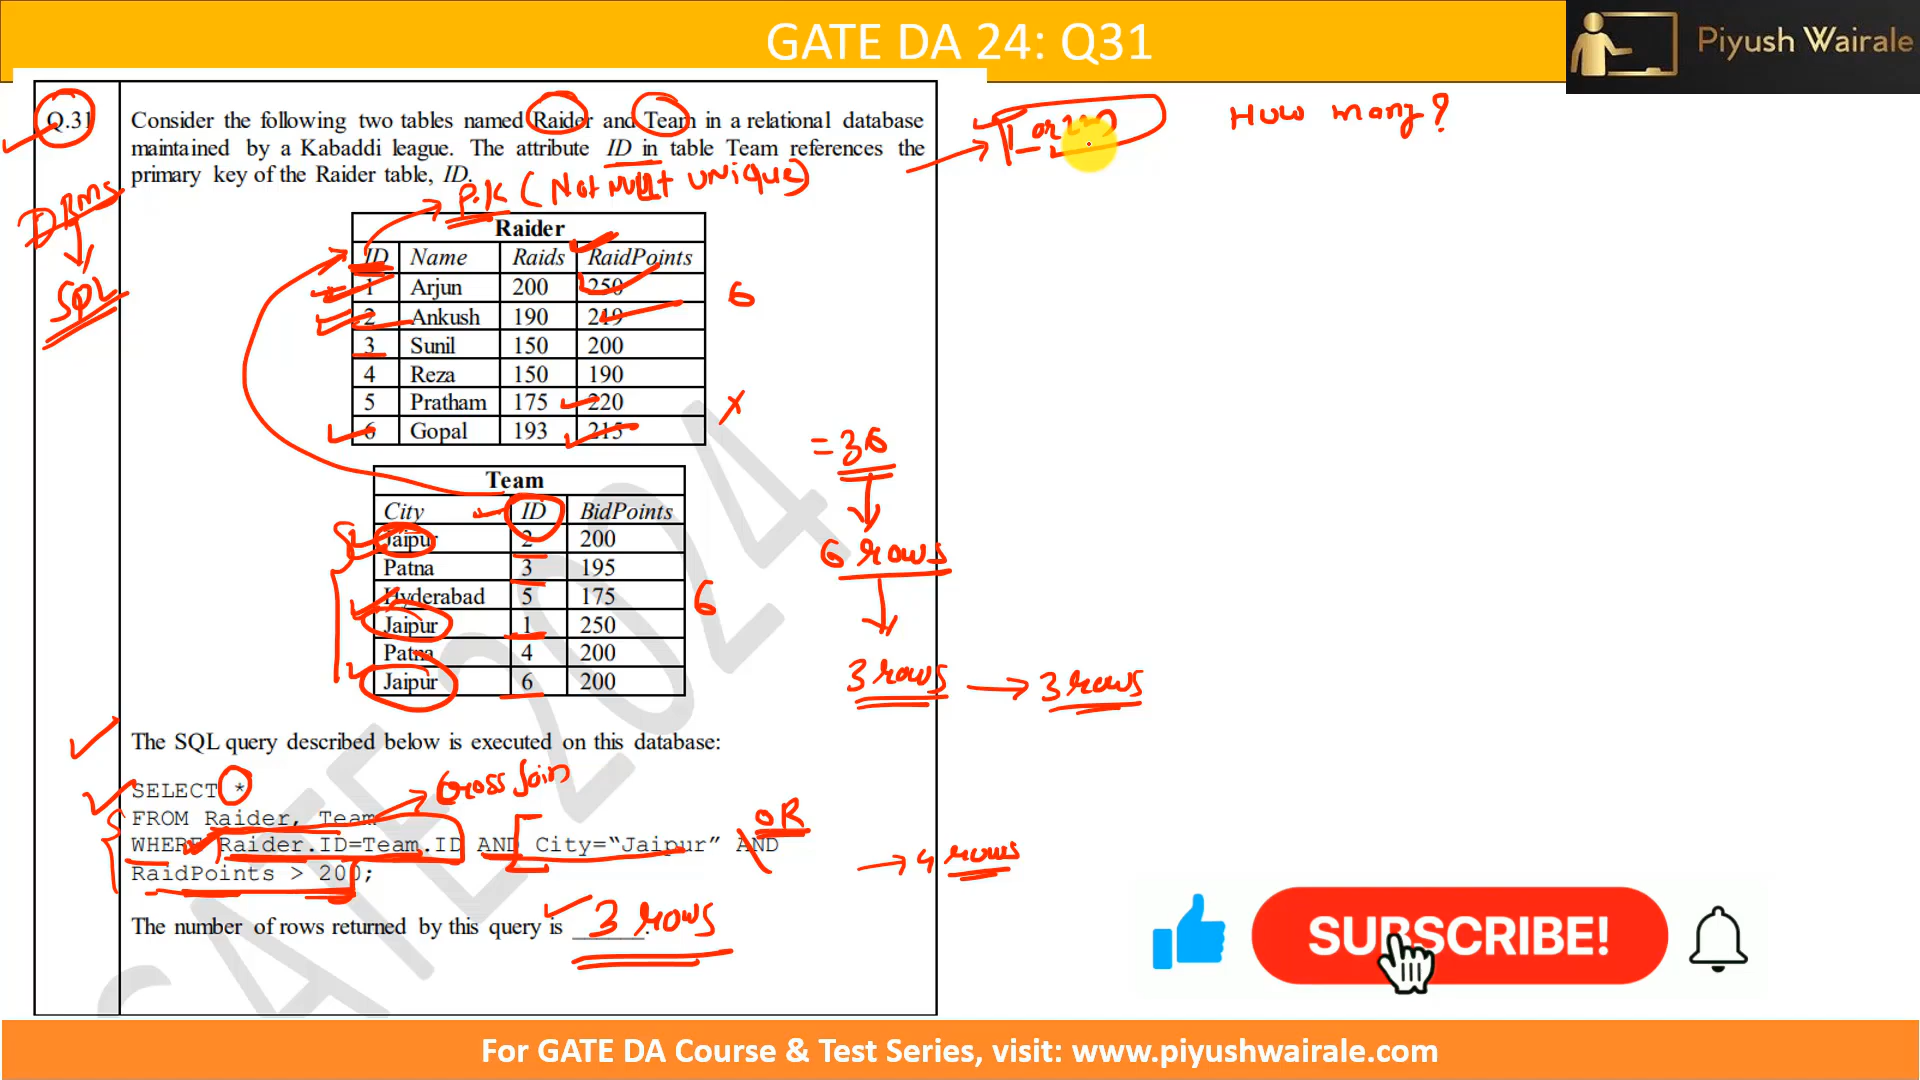 GATE DA 24: Q31
Piyush Wairale
Q.31
Consider the following two tables named Raider and Team in a relational database
maintained by a Kabaddi league. The attribute ID in table Team references the
primary key of the Raider table, ID.
How many?
P.K (Not Null unique)
DBMS
SQL
Raider
ID Name Raids RaidPoints
1 Arjun 200 250
2 Ankush 190 219
3 Sunil 150 200
4 Reza 150 190
5 Pratham 175 220
6 Gopal 193 215
6
X
= 36
6 rows
3 rows → 3 rows
Team
City ID BidPoints
Jaipur 2 200
Patna 3 195
Hyderabad 5 175
Jaipur 1 250
Patna 4 200
Jaipur 6 200
6
The SQL query described below is executed on this database:
Cross Join
SELECT *
FROM Raider, Team
WHERE Raider.ID=Team.ID AND City=“Jaipur” AND
OR
RaidPoints > 200;
→ 4 rows
The number of rows returned by this query is ______.
3 rows
GATE 2024
SUBSCRIBE!
For GATE DA Course & Test Series, visit: www.piyushwairale.com